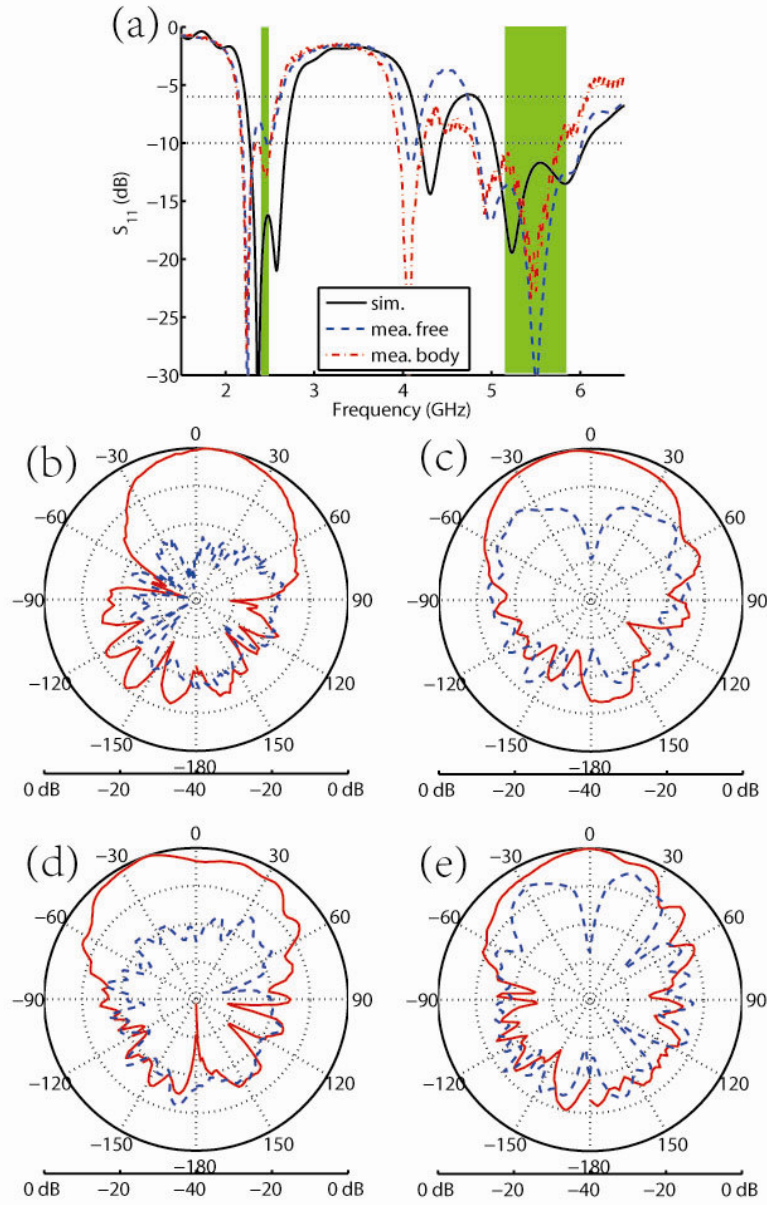 (a)
0
−5
−10
−15
−20
−25
−30
S11 (dB)
sim.
mea. free
mea. body
2 3 4 5 6
Frequency (GHz)
(b)
0
−30 30
−60 60
−90 90
−120 120
−150 150
−180
0 dB −20 −40 −20 0 dB
(c)
0
−30 30
−60 60
−90 90
−120 120
−150 150
−180
0 dB −20 −40 −20 0 dB
(d)
0
−30 30
−60 60
−90 90
−120 120
−150 150
−180
0 dB −20 −40 −20 0 dB
(e)
0
−30 30
−60 60
−90 90
−120 120
−150 150
−180
0 dB −20 −40 −20 0 dB